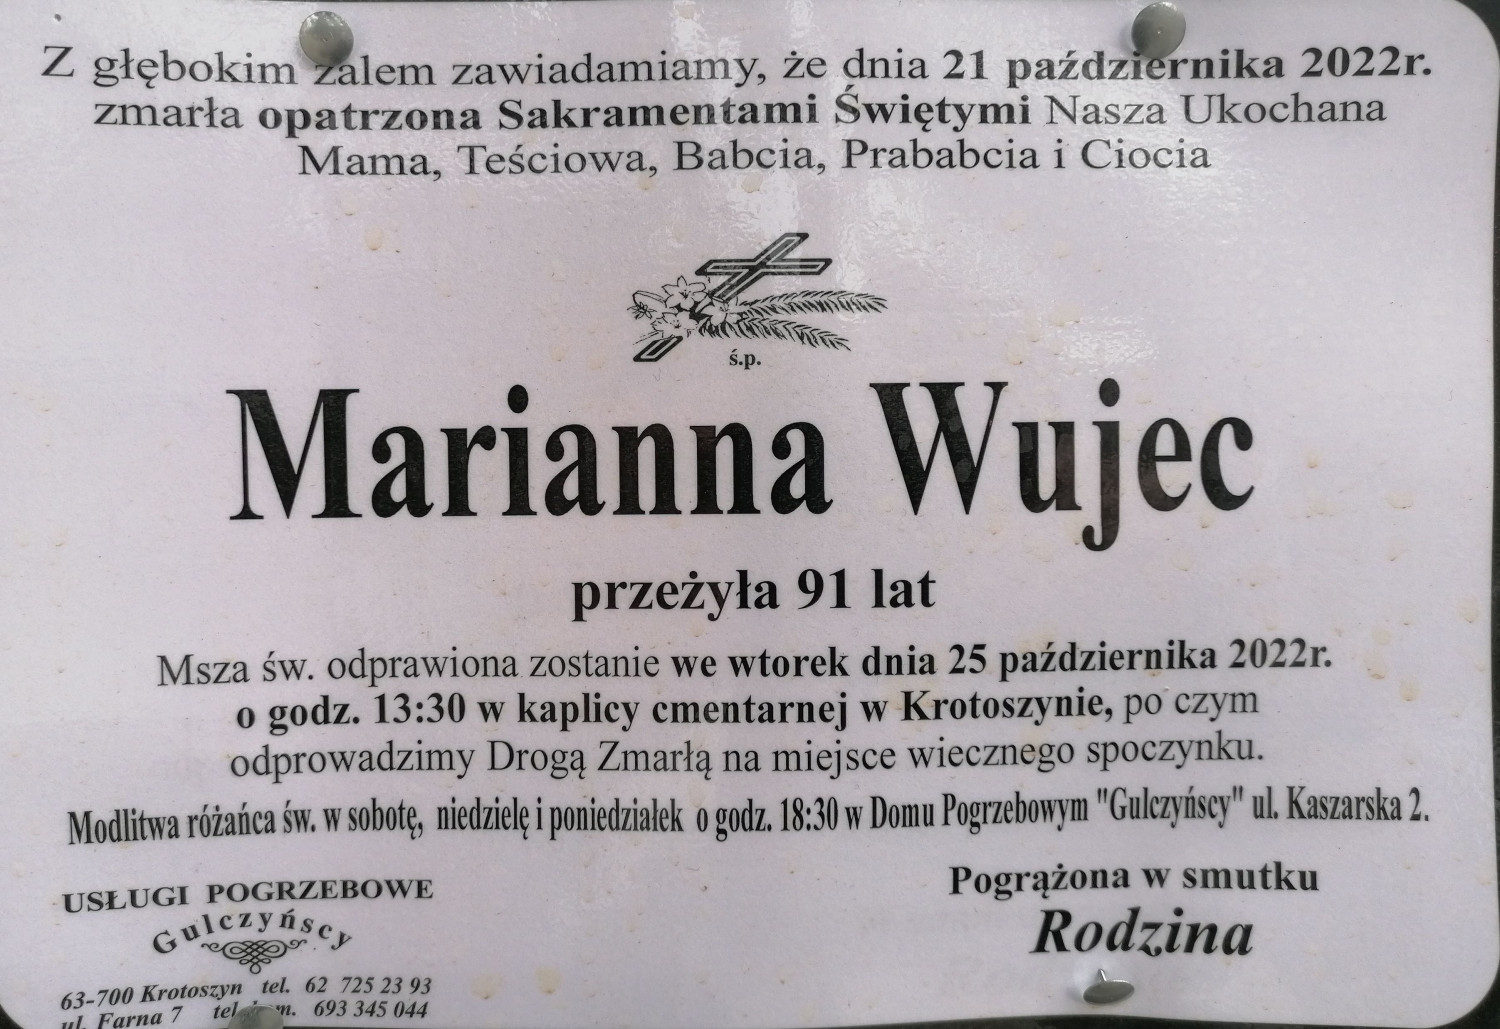 Z głębokim żalem zawiadamiamy, że dnia 21 października 2022r.
zmarła opatrzona Sakramentami Świętymi Nasza Ukochana
Mama, Teściowa, Babcia, Prababcia i Ciocia
ś.p.
Marianna Wujec
przeżyła 91 lat
Msza św. odprawiona zostanie we wtorek dnia 25 października 2022r.
o godz. 13:30 w kaplicy cmentarnej w Krotoszynie, po czym
odprowadzimy Drogą Zmarłą na miejsce wiecznego spoczynku.
Modlitwa różańca św. w sobotę, niedzielę i poniedziałek o godz. 18:30 w Domu Pogrzebowym "Gulczyńscy" ul. Kaszarska 2.
Pogrążona w smutku
Rodzina
USŁUGI POGRZEBOWE
Gulczyńscy
63-700 Krotoszyn tel. 62 725 23 93
ul. Farna 7 tel. kom. 693 345 044